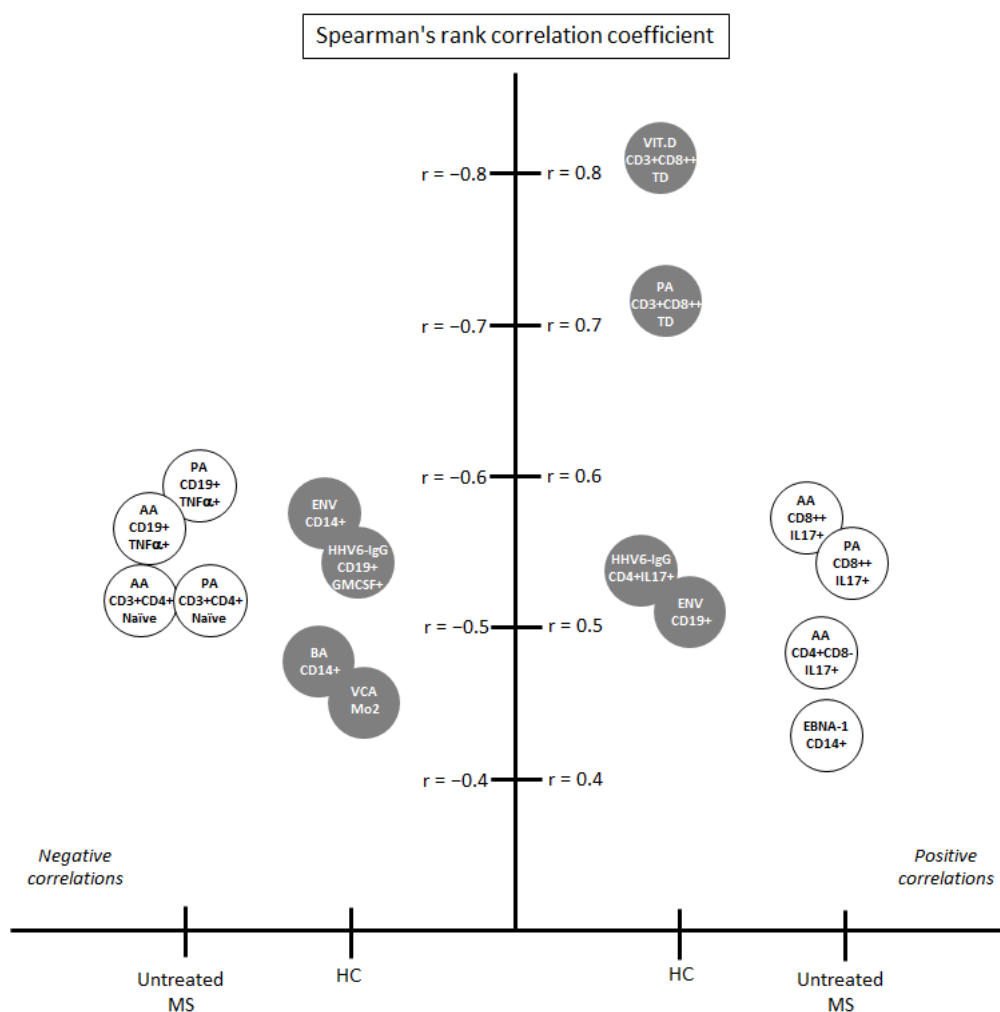 Spearman's rank correlation coefficient
VIT.D
CD3+CD8++
TD
r = −0.8
r = 0.8
PA
CD3+CD8++
TD
r = −0.7
r = 0.7
r = −0.6
r = 0.6
PA
CD19+
TNFα+
AA
CD19+
TNFα+
ENV
CD14+
HHV6-IgG
CD19+
GMCSF+
AA
CD8++
IL17+
PA
CD8++
IL17+
HHV6-IgG
CD4+IL17+
ENV
CD19+
AA
CD3+CD4+
Naïve
PA
CD3+CD4+
Naïve
r = −0.5
r = 0.5
BA
CD14+
VCA
Mo2
AA
CD4+CD8-
IL17+
EBNA-1
CD14+
r = −0.4
r = 0.4
Negative
correlations
Positive
correlations
Untreated
MS
HC
HC
Untreated
MS